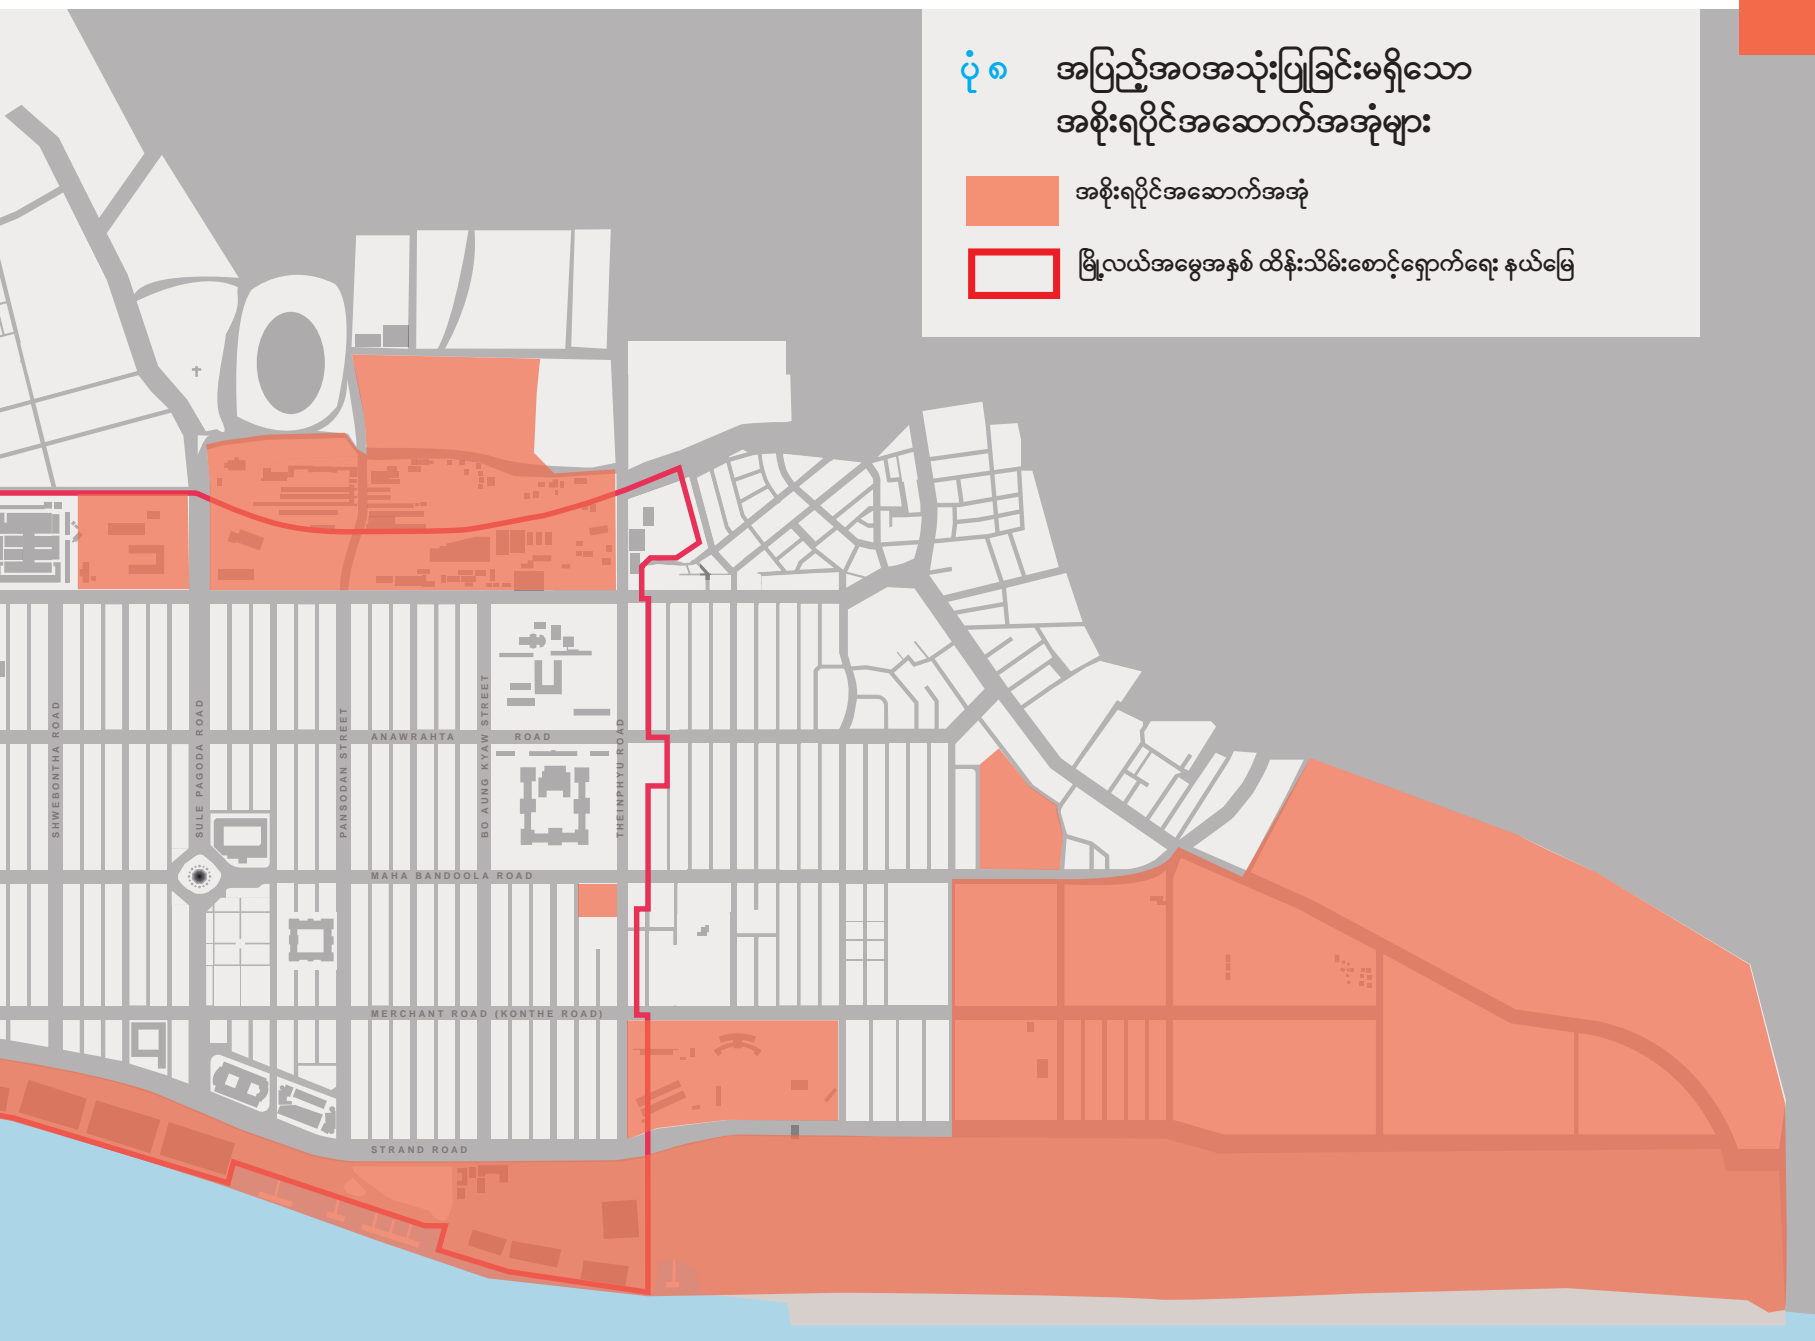 ပုံ ၈ အပြည့်အဝအသုံးပြုခြင်းမရှိသော
အစိုးရပိုင်အဆောက်အအုံများ
အစိုးရပိုင်အဆောက်အအုံ
မြို့လယ်အမွေအနှစ် ထိန်းသိမ်းစောင့်ရှောက်ရေး နယ်မြေ
SHWEBONTHA ROAD
SULE PAGODA ROAD
PANSODAN STREET
BO AUNG KYAW STREET
THEINPHYU ROAD
ANAWRAHTA ROAD
MAHA BANDOOLA ROAD
MERCHANT ROAD (KONTHE ROAD)
STRAND ROAD